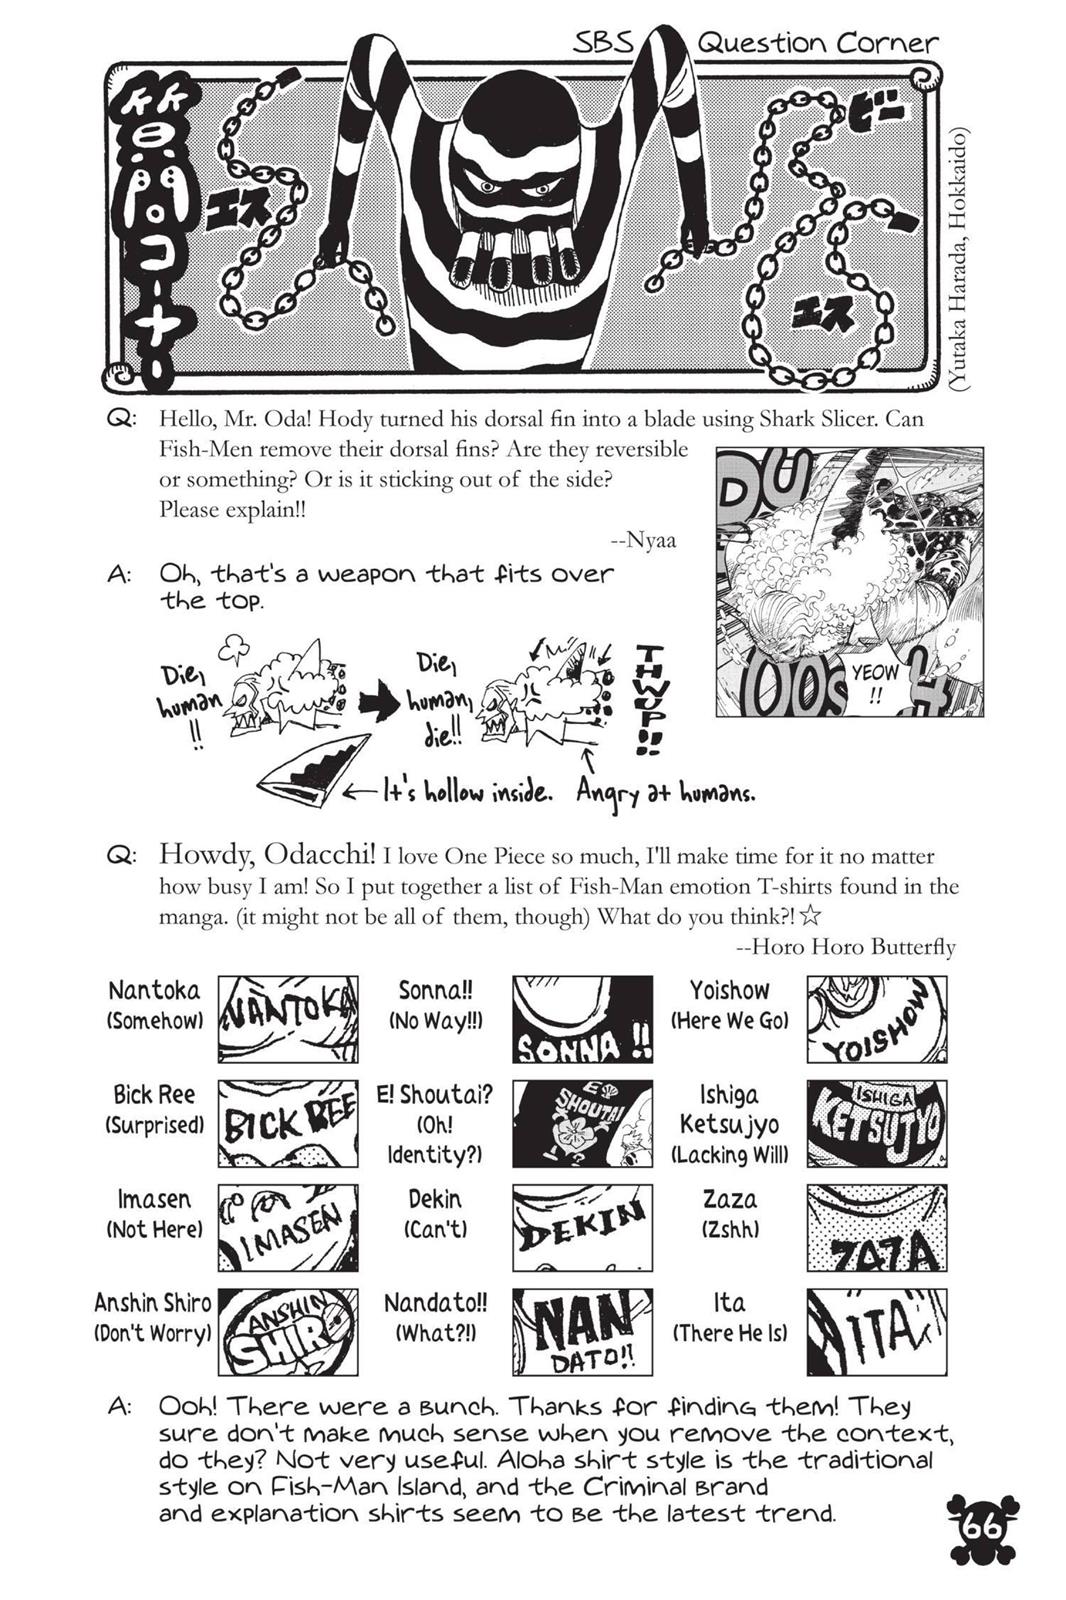 SBS Question Corner
質問コーナー
エス
ビー
エス
(Yutaka Harada, Hokkaido)
Q: Hello, Mr. Oda! Hody turned his dorsal fin into a blade using Shark Slicer. Can
Fish-Men remove their dorsal fins? Are they reversible
or something? Or is it sticking out of the side?
Please explain!!
--Nyaa
A: Oh, that's a weapon that fits over
the top.
YEOW
!!
Die,
human
!!
Die,
human,
die!!
THWUP!!
It's hollow inside.
Angry at humans.
Q: Howdy, Odacchi! I love One Piece so much, I'll make time for it no matter
how busy I am! So I put together a list of Fish-Man emotion T-shirts found in the
manga. (it might not be all of them, though) What do you think?!☆
--Horo Horo Butterfly
Nantoka
(Somehow)
NANTOKA
Sonna!!
(No Way!!)
SONNA!!
Yoishow
(Here We Go)
YOISHOW
Bick Ree
(Surprised)
BICK REE
E! Shoutai?
(Oh!
Identity?)
E
SHOUTAI
Ishiga
Ketsujyo
(Lacking Will)
ISHIGA
KETSUJYO
Imasen
(Not Here)
IMASEN
Dekin
(Can't)
DEKIN
Zaza
(Zshh)
ZAZA
Anshin Shiro
(Don't Worry)
ANSHIN
SHIRO
Nandato!!
(What?!)
NAN
DATO!!
Ita
(There He Is)
ITA
A: Ooh! There were a bunch. Thanks for finding them! They
sure don't make much sense when you remove the context,
do they? Not very useful. Aloha shirt style is the traditional
style on Fish-Man Island, and the Criminal Brand
and explanation shirts seem to be the latest trend.
66